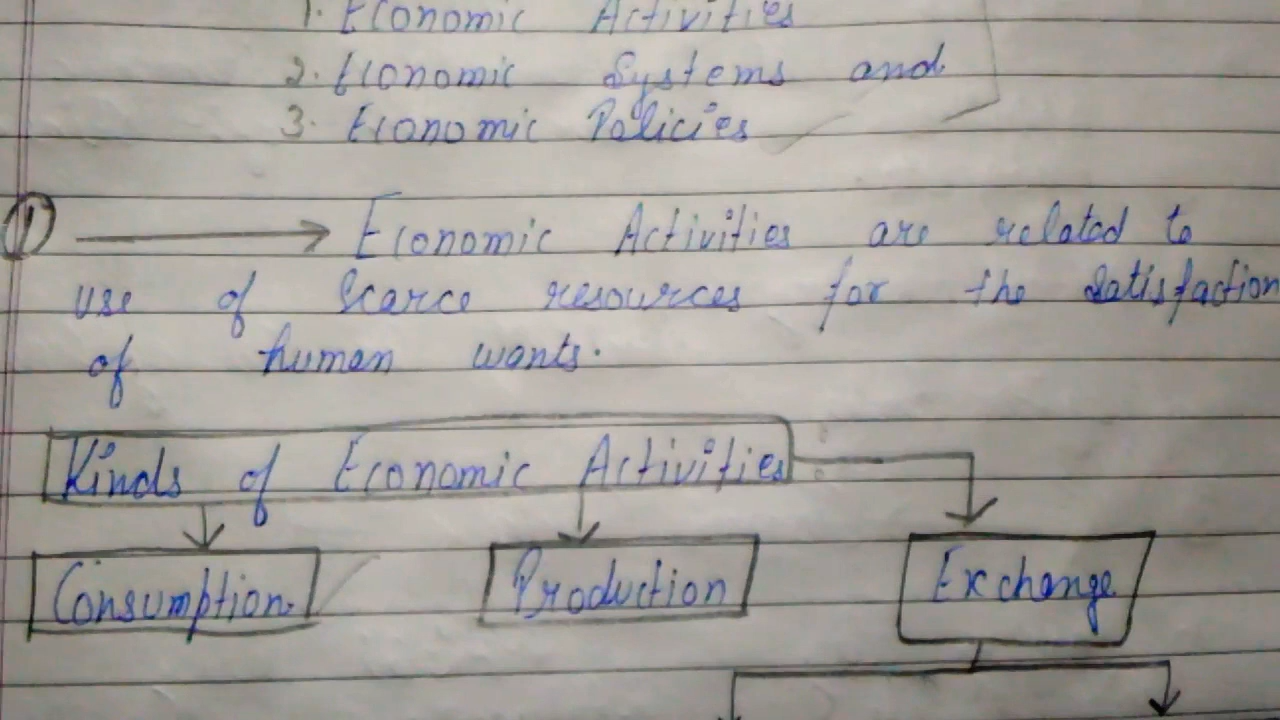 1. Economic Activities
2. Economic Systems and
3. Economic Policies
1 Economic Activities are related to
use of Scarce resources for the Satisfaction
of human wants.
Kinds of Economic Activities
Consumption. Production Exchange